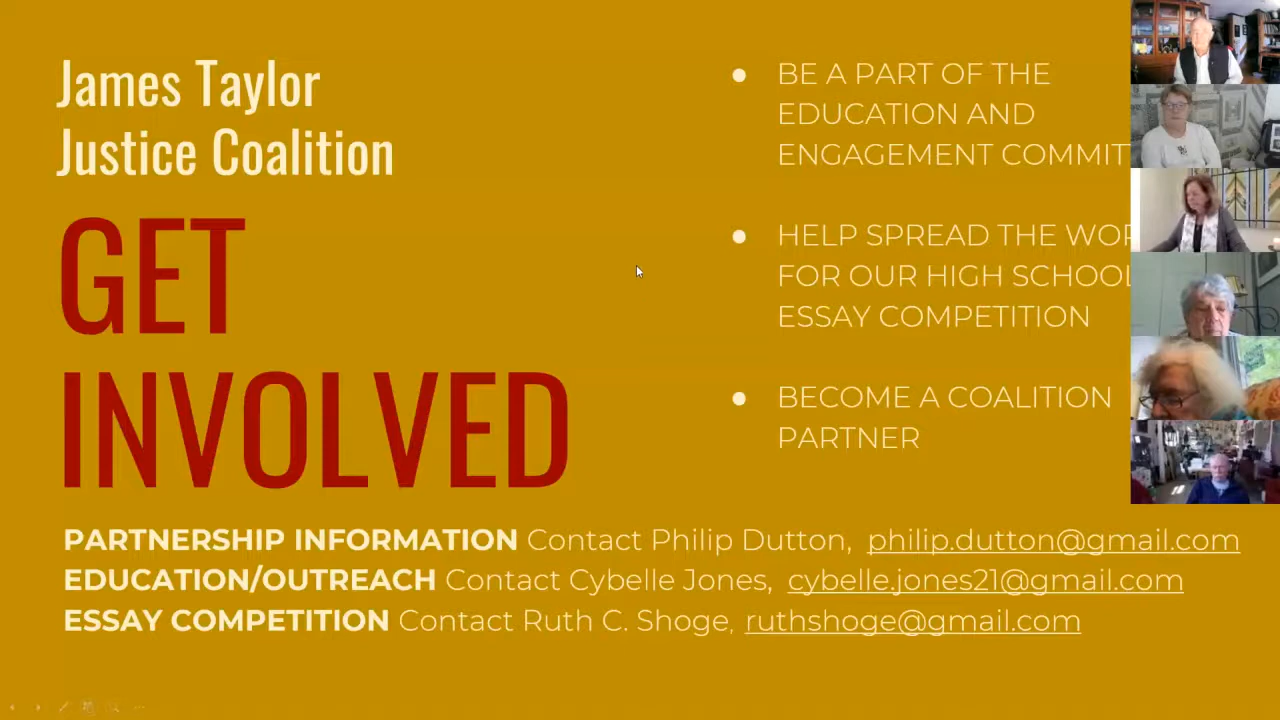 James Taylor
Justice Coalition
GET
INVOLVED
● BE A PART OF THE
EDUCATION AND
ENGAGEMENT COMMIT
● HELP SPREAD THE WOR
FOR OUR HIGH SCHOOL
ESSAY COMPETITION
● BECOME A COALITION
PARTNER
PARTNERSHIP INFORMATION Contact Philip Dutton, philip.dutton@gmail.com
EDUCATION/OUTREACH Contact Cybelle Jones, cybelle.jones21@gmail.com
ESSAY COMPETITION Contact Ruth C. Shoge, ruthshoge@gmail.com